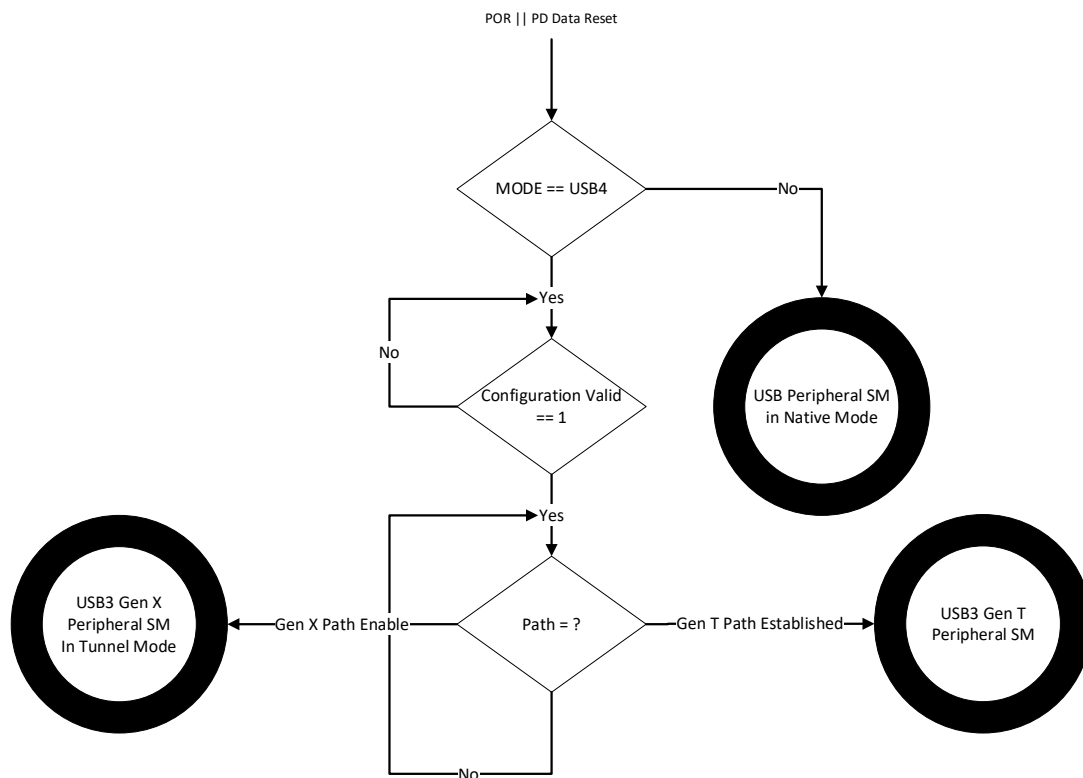 POR || PD Data Reset
MODE == USB4
No
Yes
No
Configuration Valid
== 1
USB Peripheral SM
in Native Mode
Yes
USB3 Gen X
Peripheral SM
In Tunnel Mode
Gen X Path Enable
Path = ?
Gen T Path Established
USB3 Gen T
Peripheral SM
No